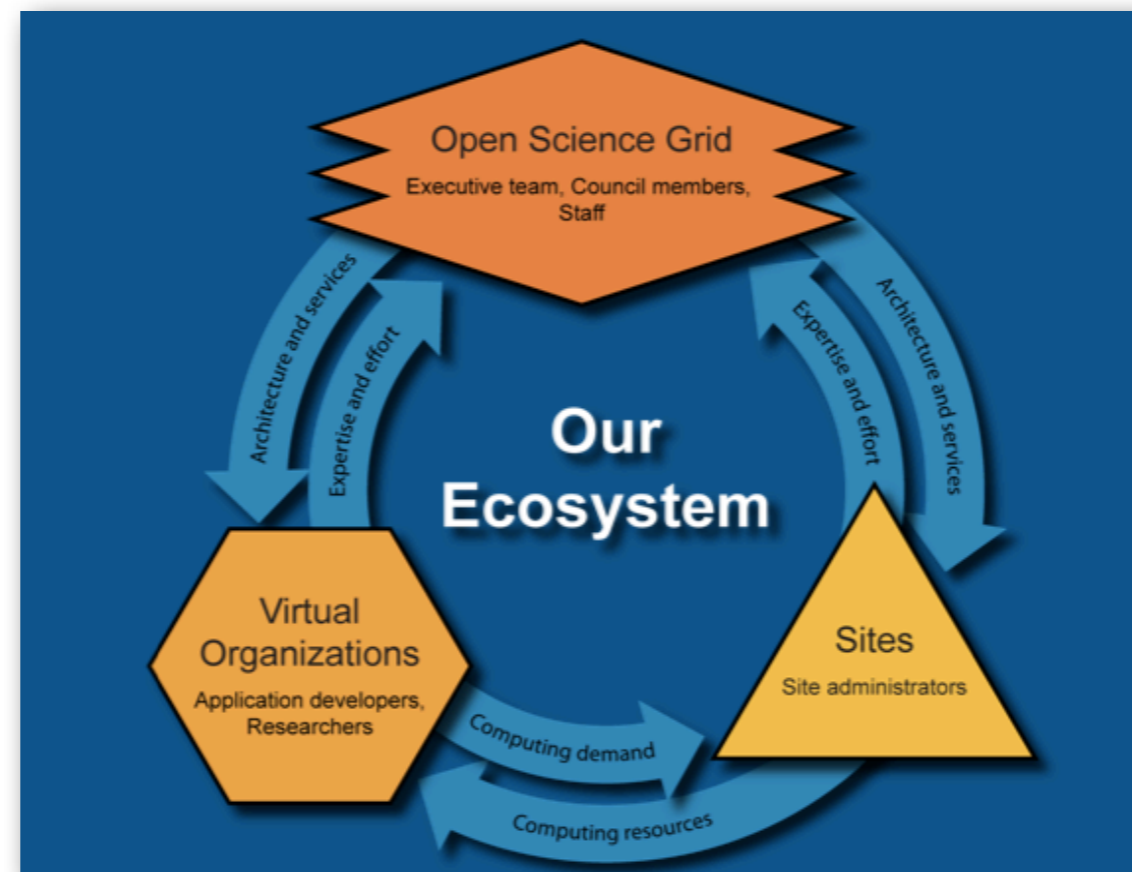 Open Science Grid
Executive team, Council members,
Staff
Architecture and services
Expertise and effort
Expertise and effort
Architecture and services
Our
Ecosystem
Virtual
Organizations
Application developers,
Researchers
Sites
Site administrators
Computing demand
Computing resources